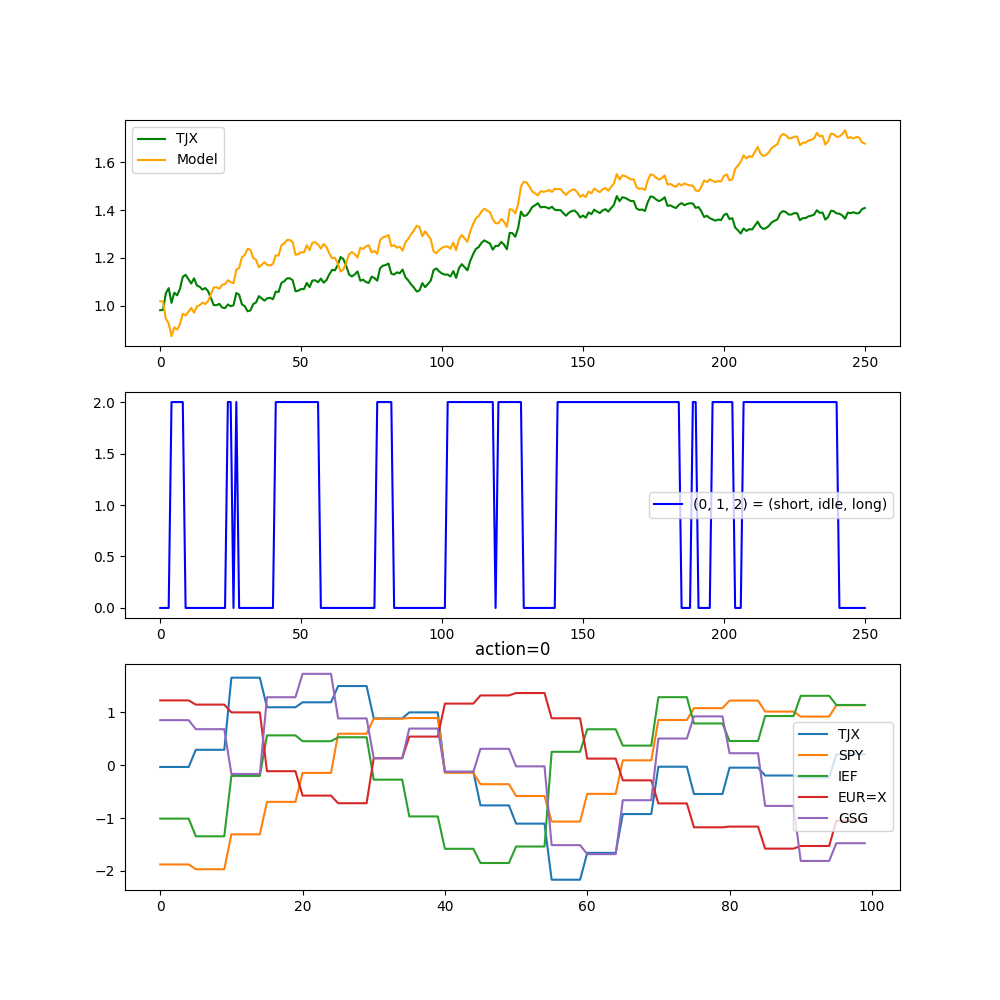 TJX
Model
1.6
1.4
1.2
1.0
0 50 100 150 200 250
2.0
1.5
1.0
0.5
0.0
(0, 1, 2) = (short, idle, long)
0 50 100 150 200 250
action=0
1
0
−1
−2
TJX
SPY
IEF
EUR=X
GSG
0 20 40 60 80 100